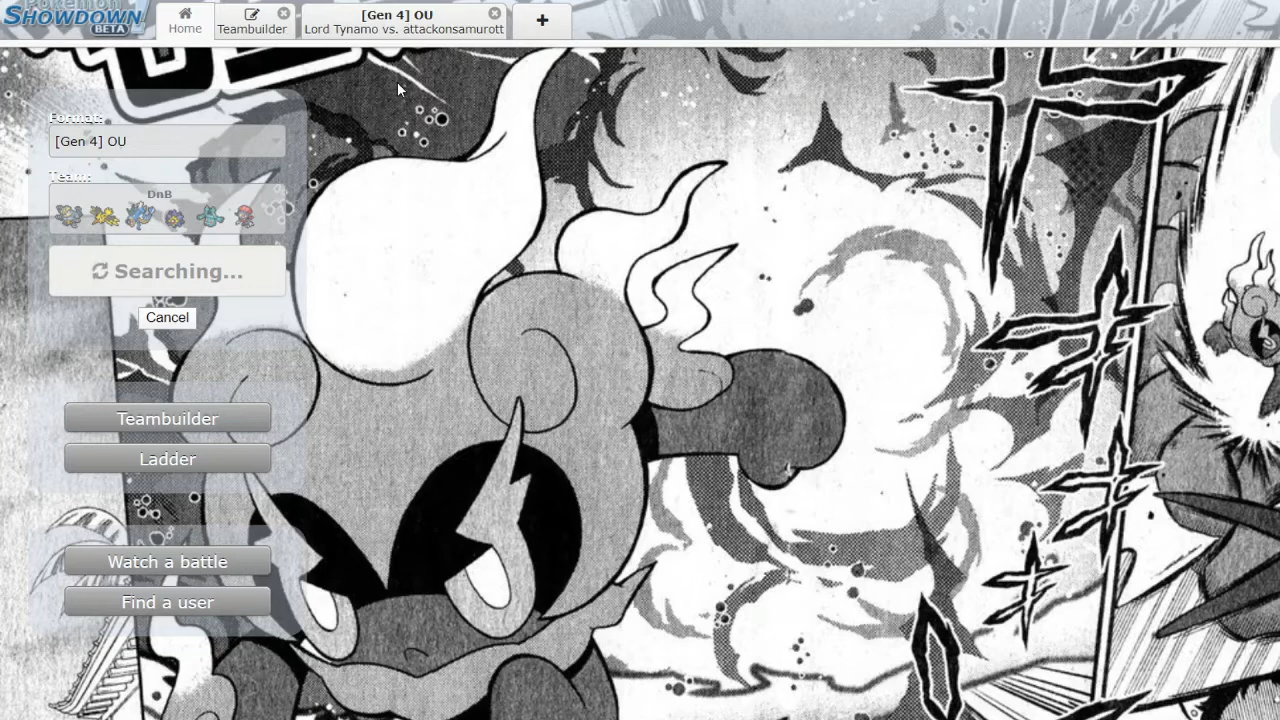 Pokémon
SHOWDOWN
BETA
Home
Teambuilder
[Gen 4] OU
Lord Tynamo vs. attackonsamurott
+
Format:
[Gen 4] OU
Team:
DnB
Searching...
Cancel
Teambuilder
Ladder
Watch a battle
Find a user